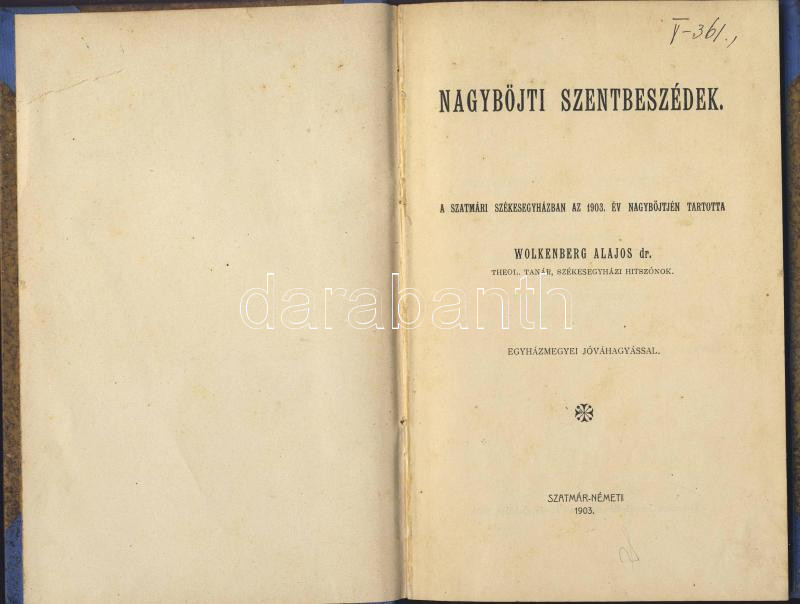 V-361.,
NAGYBÖJTI SZENTBESZÉDEK.
A SZATMÁRI SZÉKESEGYHÁZBAN AZ 1903. ÉV NAGYBÖJTJÉN TARTOTTA
WOLKENBERG ALAJOS dr.
THEOL. TANÁR, SZÉKESEGYHÁZI HITSZÓNOK.
darabanth
EGYHÁZMEGYEI JÓVÁHAGYÁSSAL.
SZATMÁR-NÉMETI
1903.